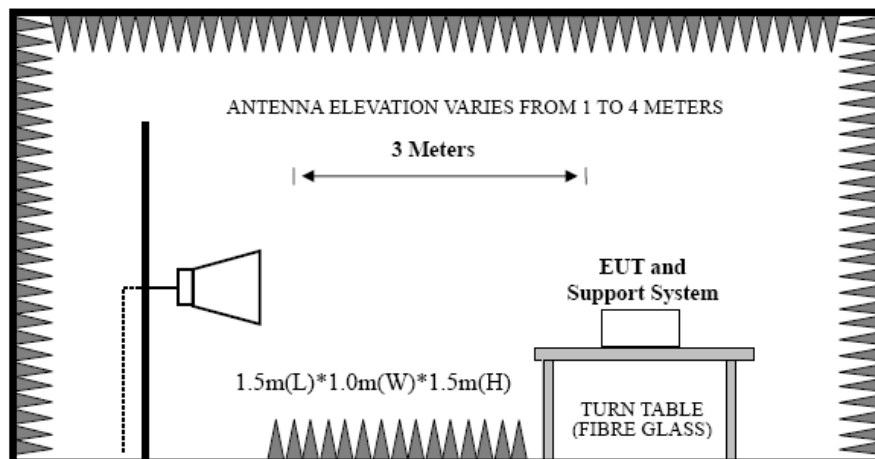 ANTENNA ELEVATION VARIES FROM 1 TO 4 METERS
3 Meters
EUT and
Support System
1.5m(L)*1.0m(W)*1.5m(H)
TURN TABLE
(FIBRE GLASS)